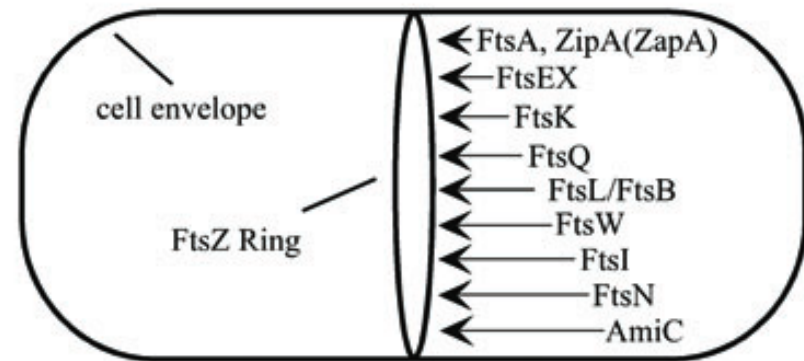 cell envelope
FtsZ Ring
FtsA, ZipA(ZapA)
FtsEX
FtsK
FtsQ
FtsL/FtsB
FtsW
FtsI
FtsN
AmiC